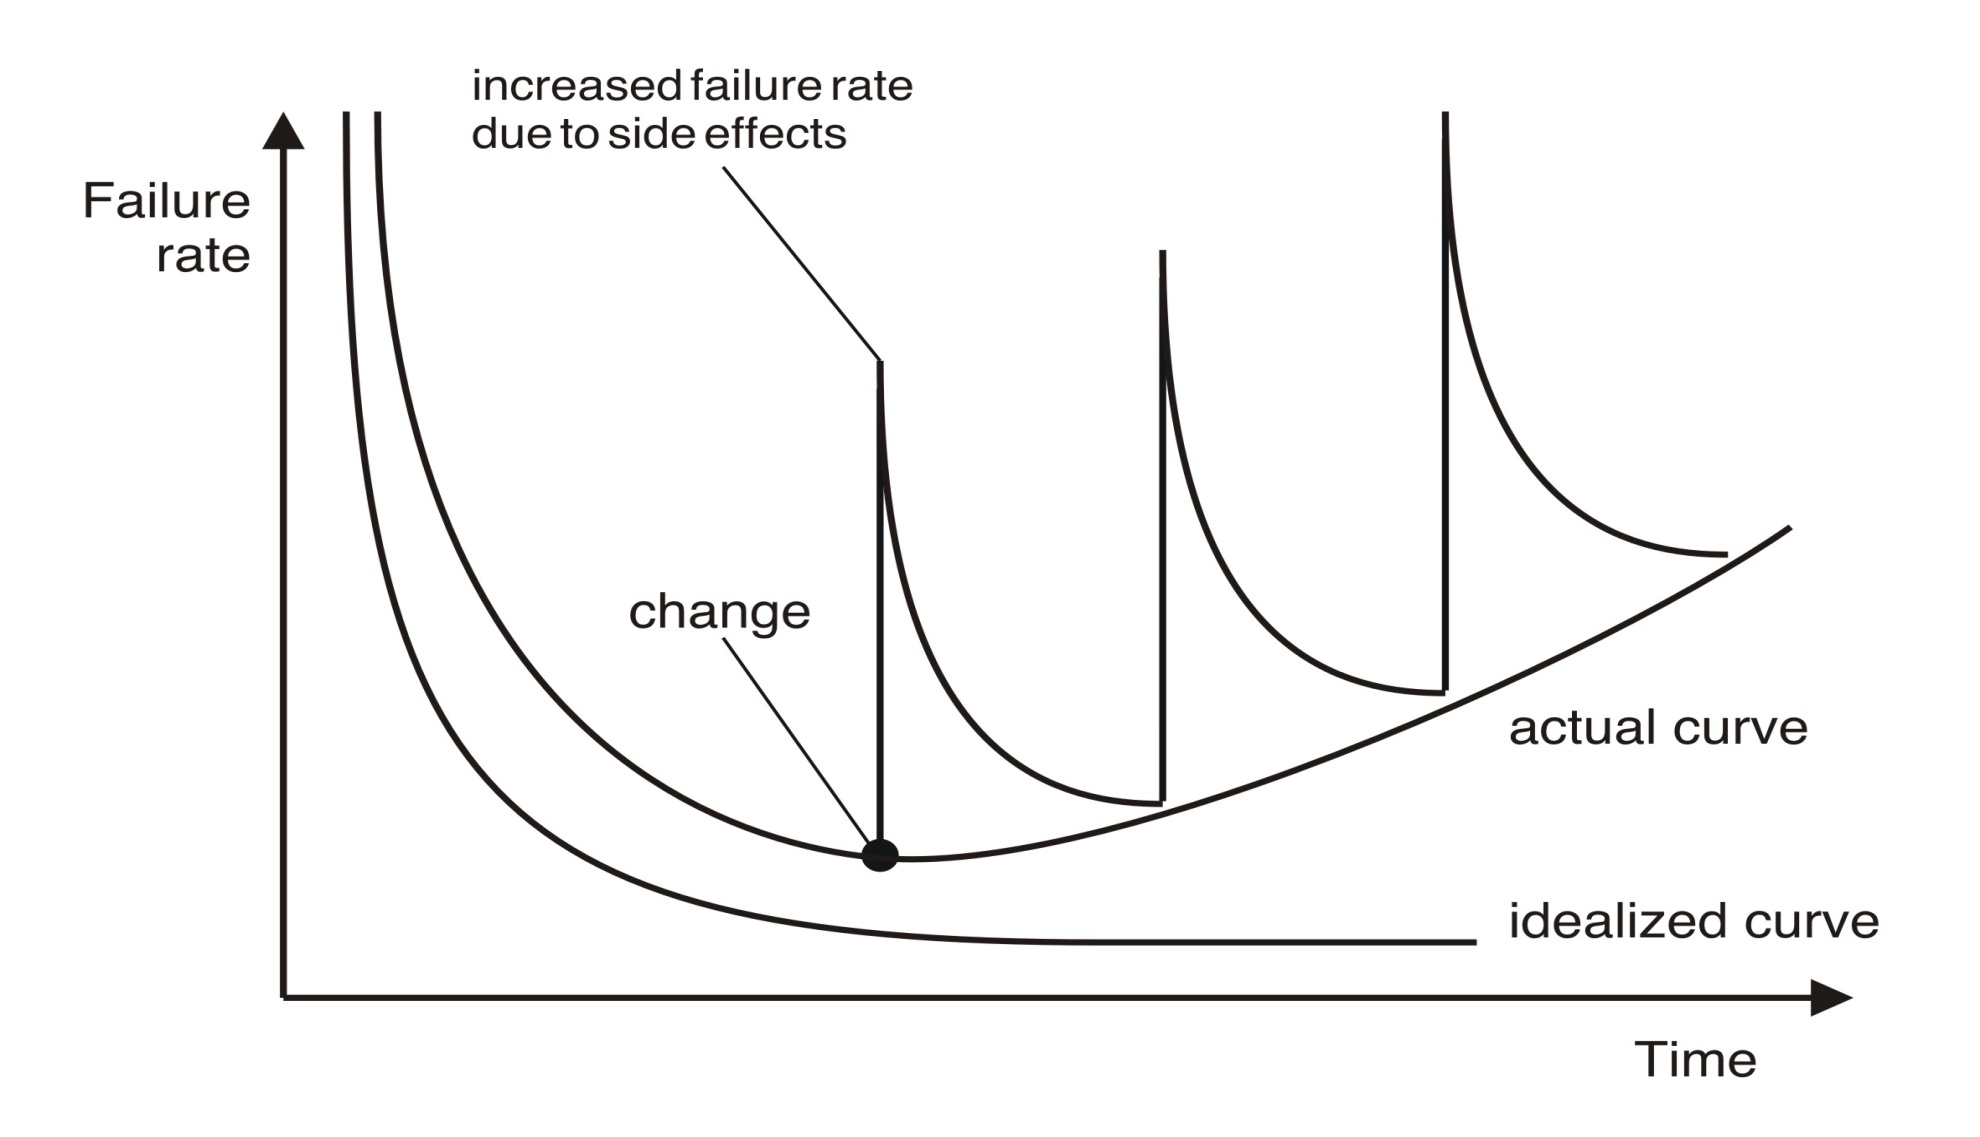 increased failure rate
due to side effects
Failure
rate
change
actual curve
idealized curve
Time